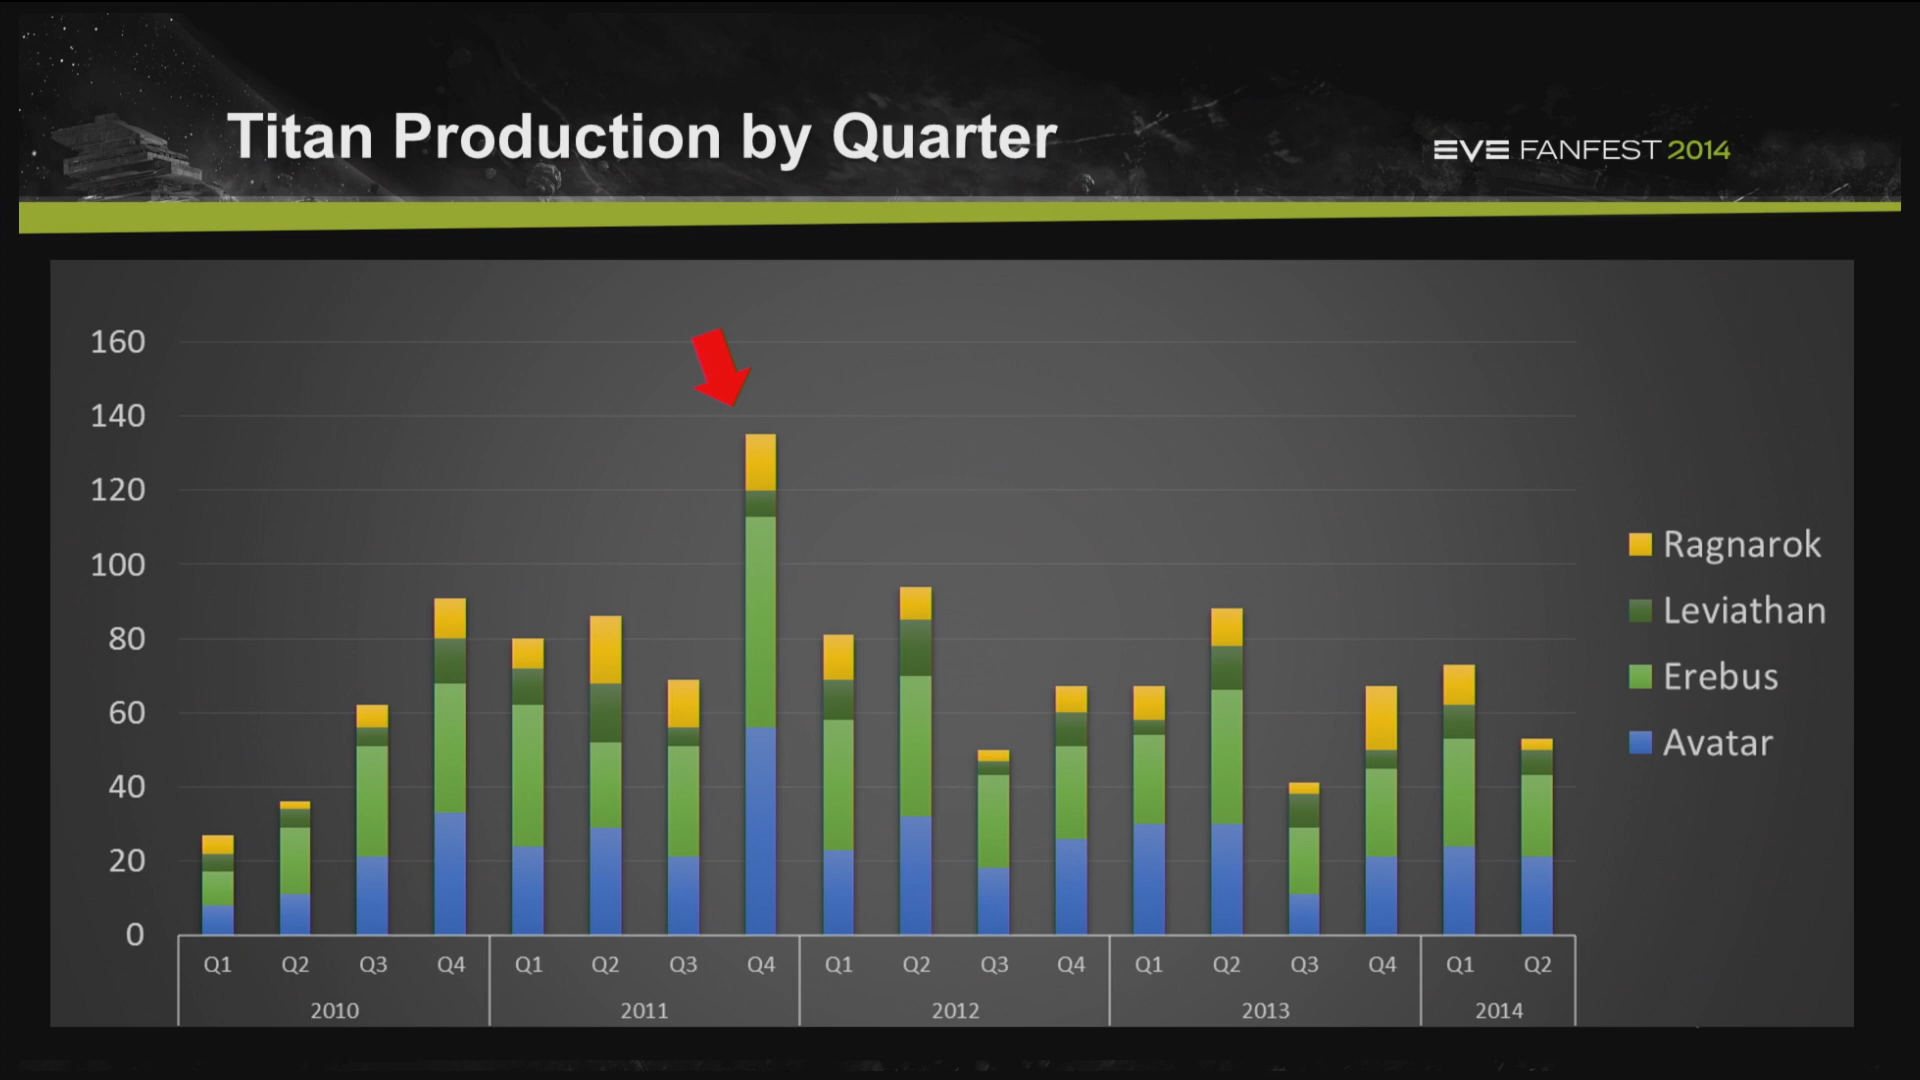 Titan Production by Quarter
EVE FANFEST 2014
160
140
120
100
80
60
40
20
0
Ragnarok
Leviathan
Erebus
Avatar
Q1 Q2 Q3 Q4 Q1 Q2 Q3 Q4 Q1 Q2 Q3 Q4 Q1 Q2 Q3 Q4 Q1 Q2
2010 2011 2012 2013 2014